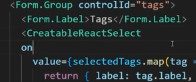 <Form.Group controlId="tags">
<Form.Label>Tags</Form.Label>
<CreatableReactSelect
on
value={selectedTags.map(tag
return { label: tag.label